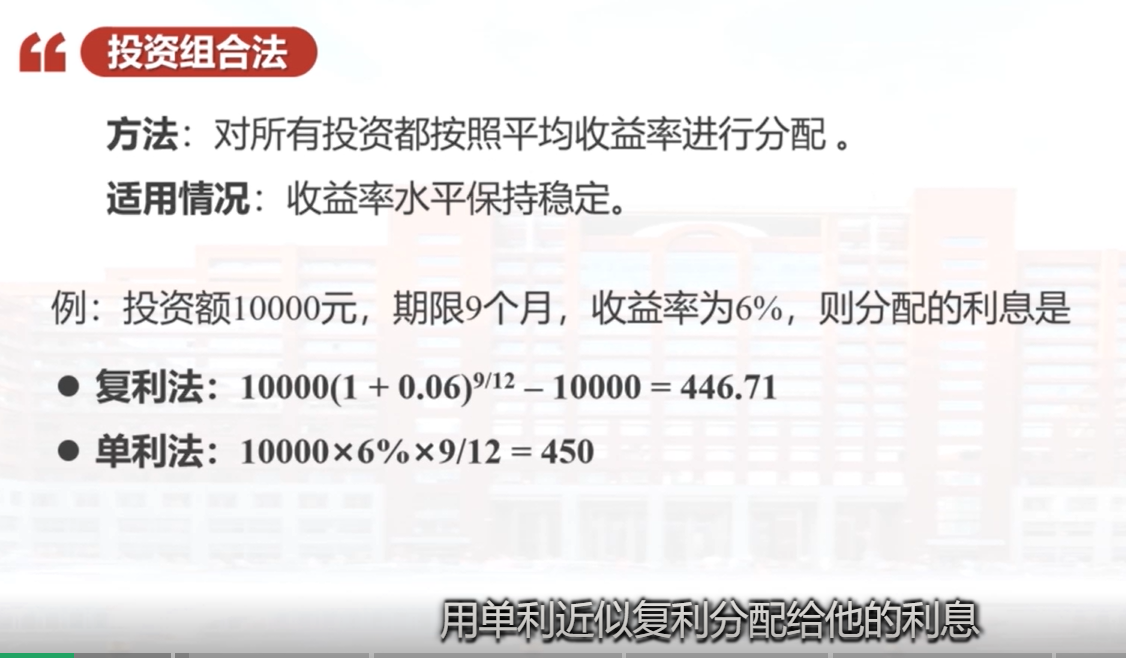 投资组合法
方法：对所有投资都按照平均收益率进行分配 。
适用情况：收益率水平保持稳定。
例：投资额10000元，期限9个月，收益率为6%，则分配的利息是
● 复利法：10000(1 + 0.06)^{9/12} – 10000 = 446.71
● 单利法：10000×6%×9/12 = 450
用单利近似复利分配给他的利息